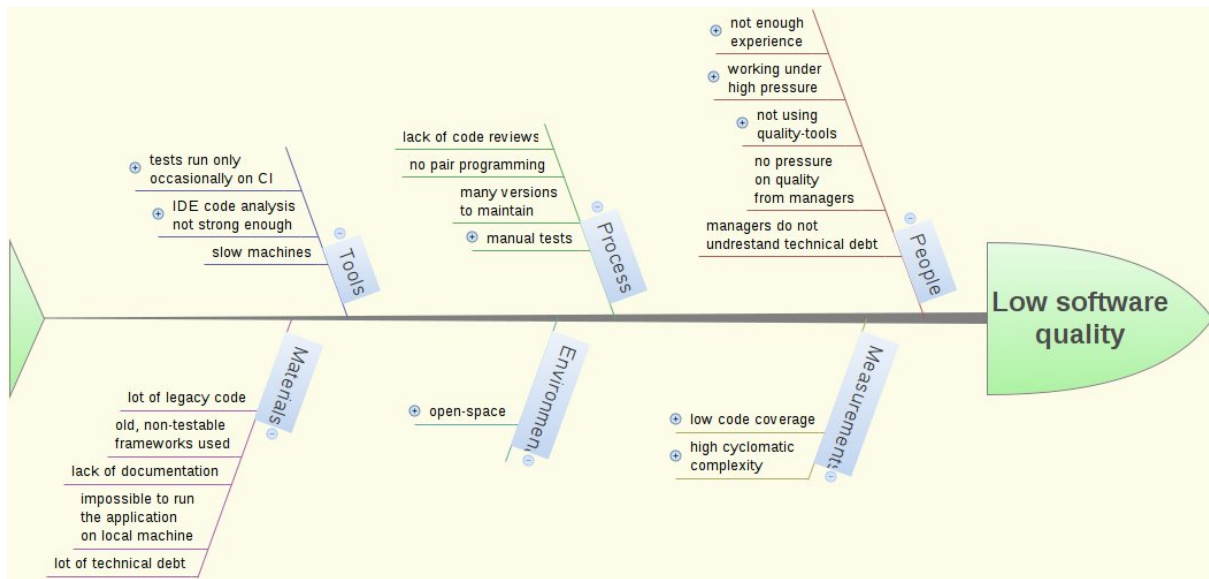 not enough
experience
working under
high pressure
not using
quality-tools
no pressure
on quality
from managers
managers do not
undrestand technical debt
People
lack of code reviews
no pair programming
many versions
to maintain
manual tests
Process
tests run only
occasionally on CI
IDE code analysis
not strong enough
slow machines
Tools
Low software
quality
Materials
lot of legacy code
old, non-testable
frameworks used
lack of documentation
impossible to run
the application
on local machine
lot of technical debt
Environmen
open-space
Measurements
low code coverage
high cyclomatic
complexity